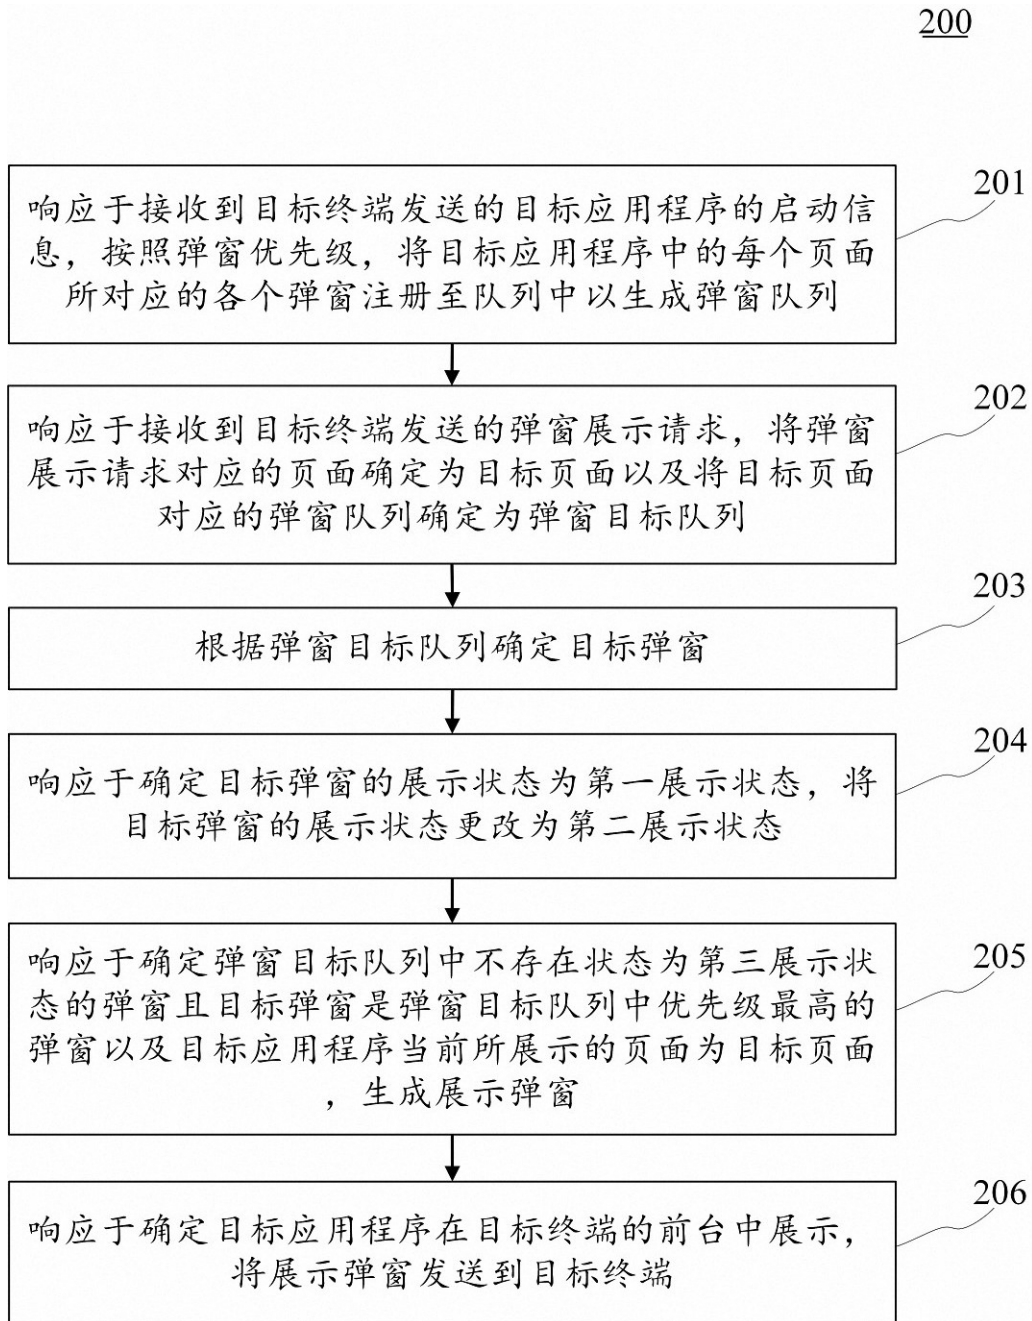 200
201
响应于接收到目标终端发送的目标应用程序的启动信
息，按照弹窗优先级，将目标应用程序中的每个页面
所对应的各个弹窗注册至队列中以生成弹窗队列
202
响应于接收到目标终端发送的弹窗展示请求，将弹窗
展示请求对应的页面确定为目标页面以及将目标页面
对应的弹窗队列确定为弹窗目标队列
203
根据弹窗目标队列确定目标弹窗
204
响应于确定目标弹窗的展示状态为第一展示状态，将
目标弹窗的展示状态更改为第二展示状态
205
响应于确定弹窗目标队列中不存在状态为第三展示状
态的弹窗且目标弹窗是弹窗目标队列中优先级最高的
弹窗以及目标应用程序当前所展示的页面为目标页面
，生成展示弹窗
206
响应于确定目标应用程序在目标终端的前台中展示，
将展示弹窗发送到目标终端